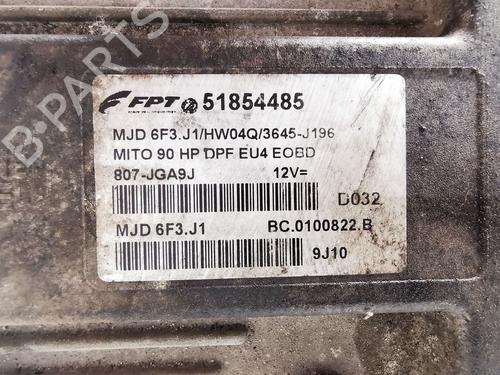 B-PARTS
FPT 51854485
MJD 6F3.J1/HW04Q/3645-J196
MITO 90 HP DPF EU4 EOBD
807-JGA9J 12V=
D032
MJD 6F3.J1 BC.0100822.B
9J10